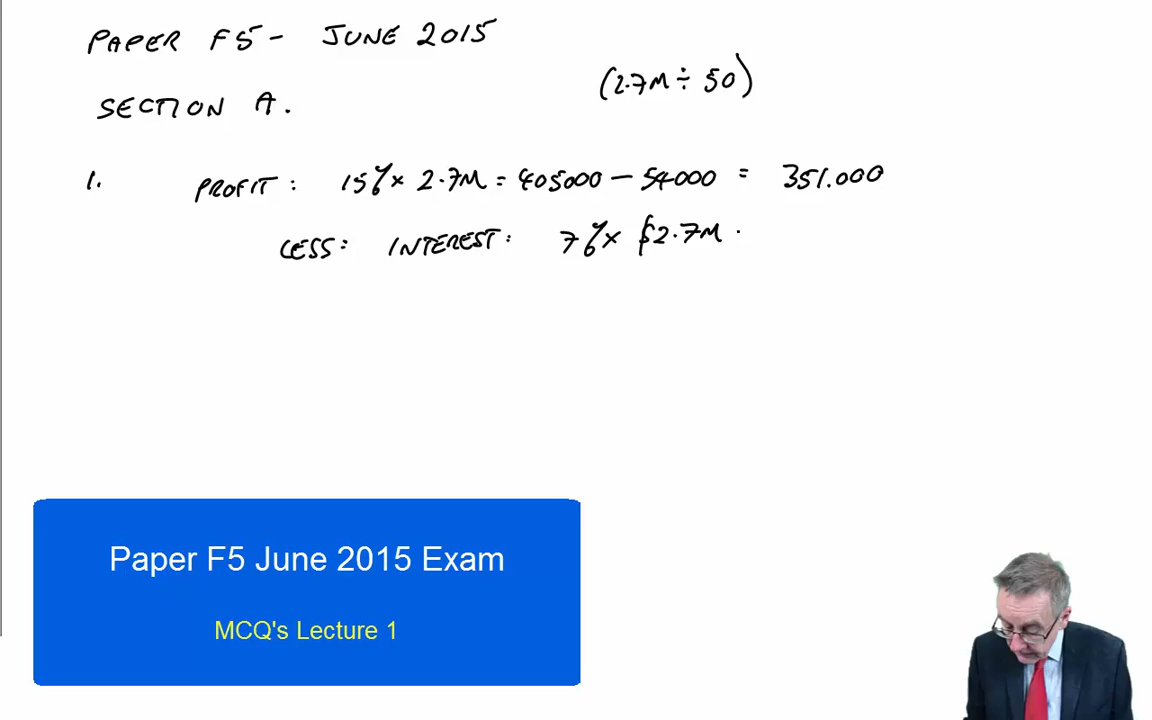 PAPER F5 - JUNE 2015
(2.7M ÷ 50)
SECTION A.
1. PROFIT: 15% × 2.7M = 405000 - 54000 = 351.000
LESS: INTEREST: 7% × $2.7M.
Paper F5 June 2015 Exam
MCQ's Lecture 1